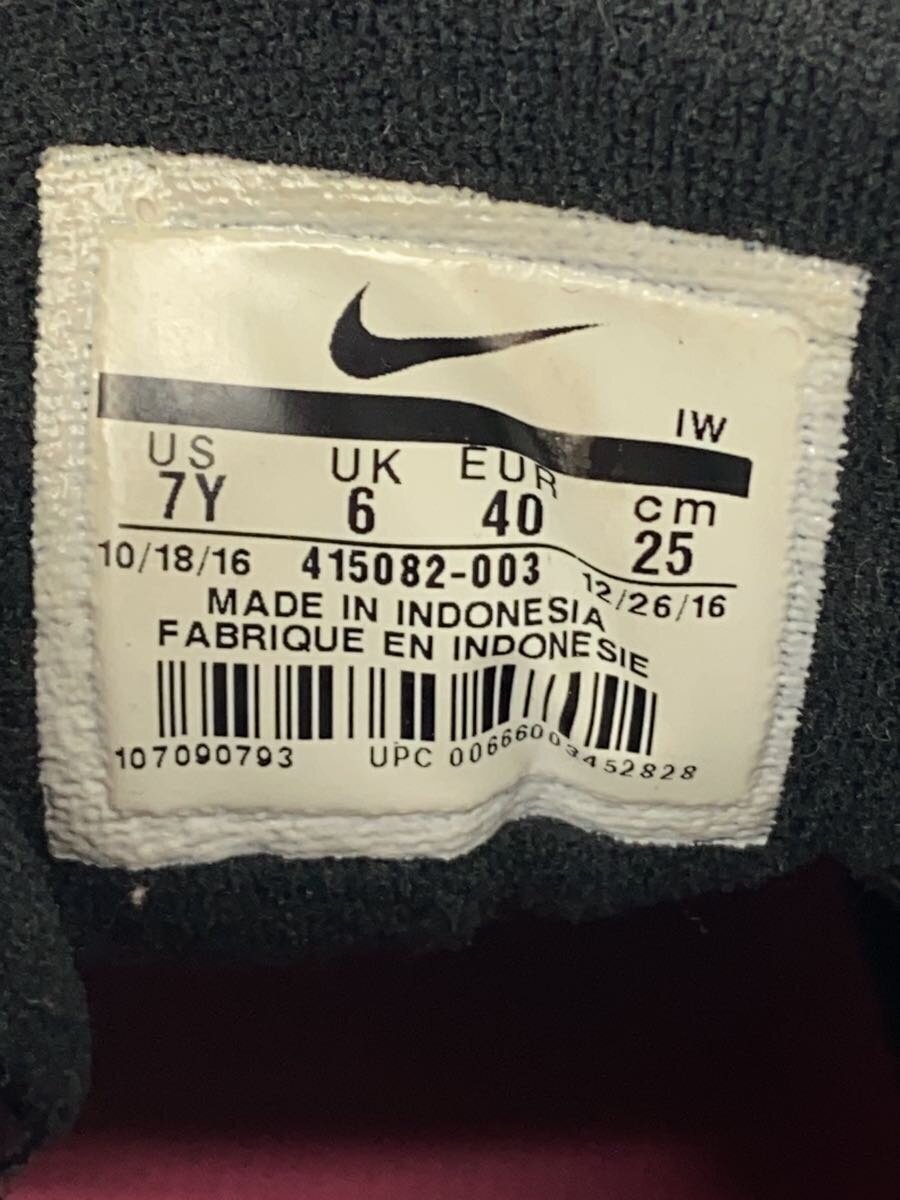 IW
US UK EUR cm
7Y 6 40 25
10/18/16 415082-003 12/26/16
MADE IN INDONESIA
FABRIQUE EN INDONESIE
107090793 UPC 00666003452828